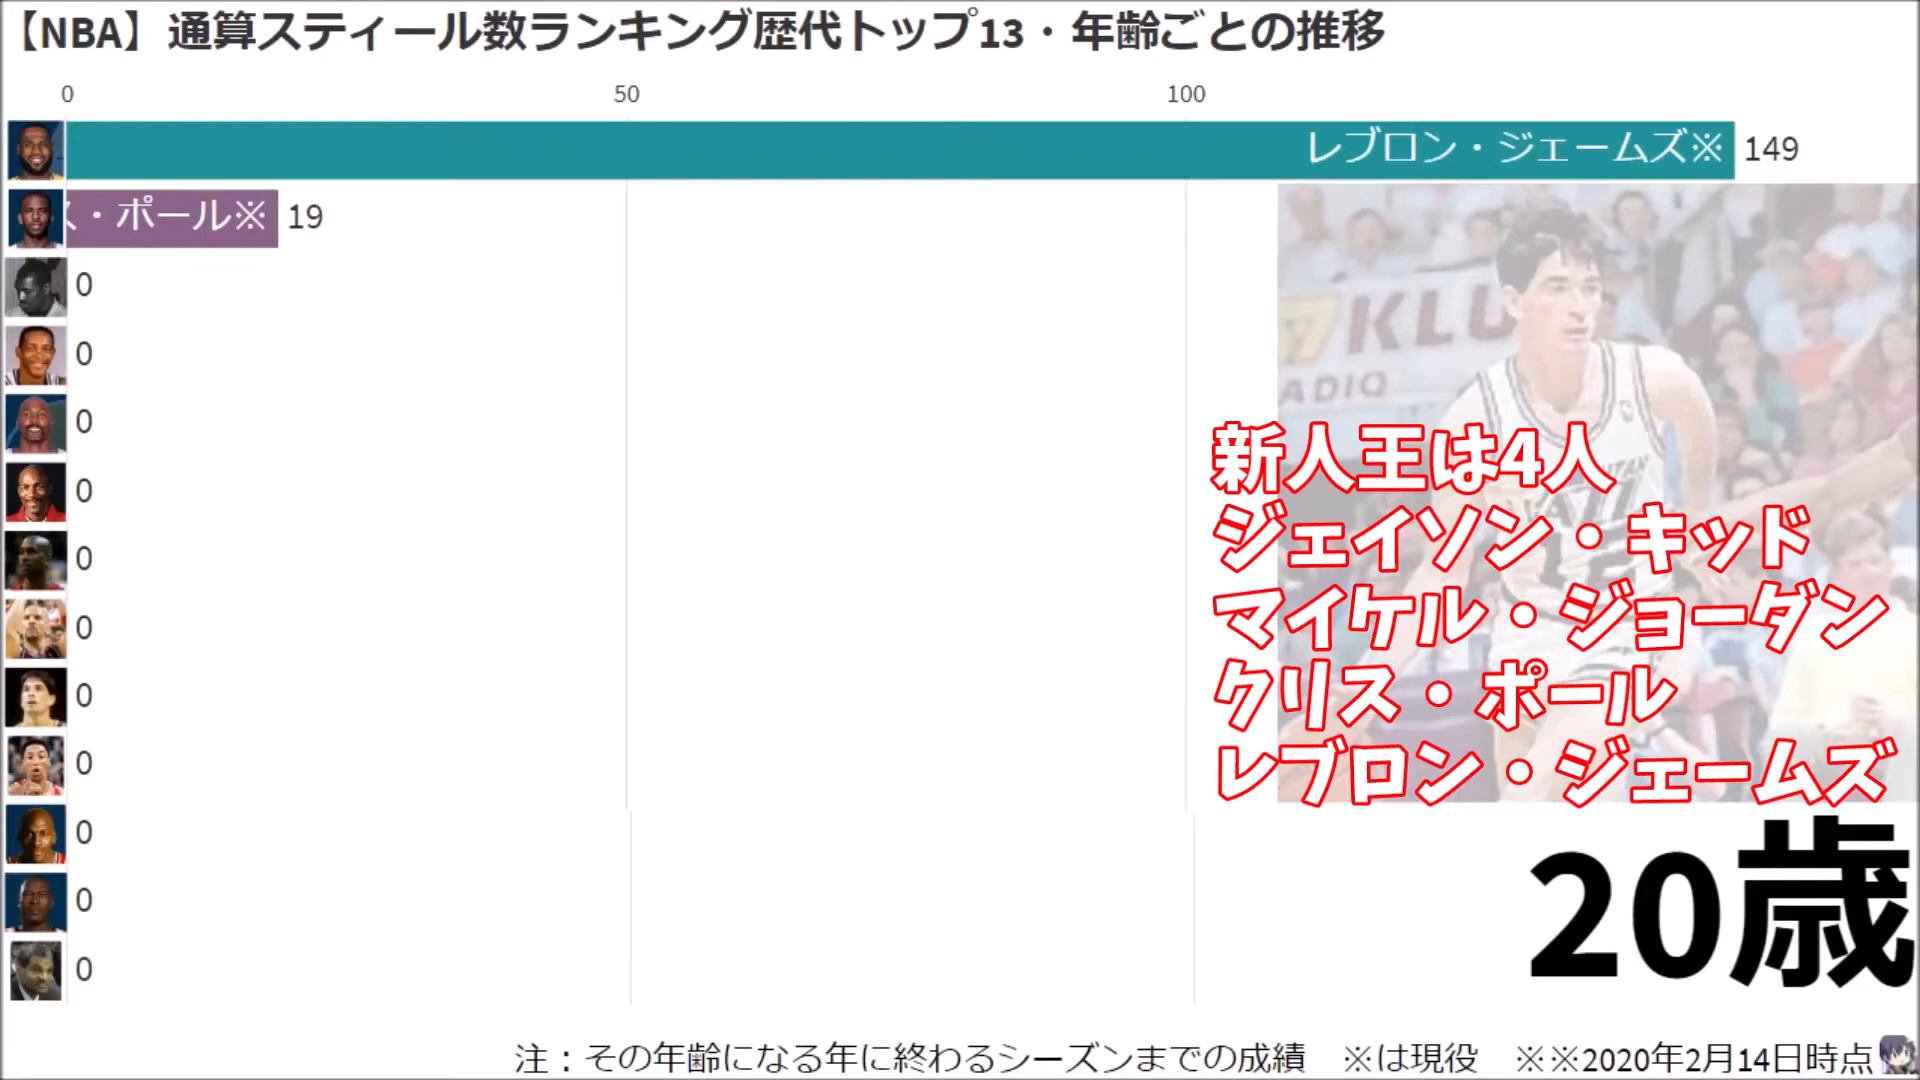 【NBA】通算スティール数ランキング歴代トップ13・年齢ごとの推移
0 50 100
レブロン・ジェームズ※ 149
ス・ポール※ 19
0
0
0
0
0
0
0
0
0
0
0
KLU
ADIO
新人王は4人
ジェイソン・キッド
マイケル・ジョーダン
クリス・ポール
レブロン・ジェームズ
20歳
注：その年齢になる年に終わるシーズンまでの成績　※は現役　※※2020年2月14日時点